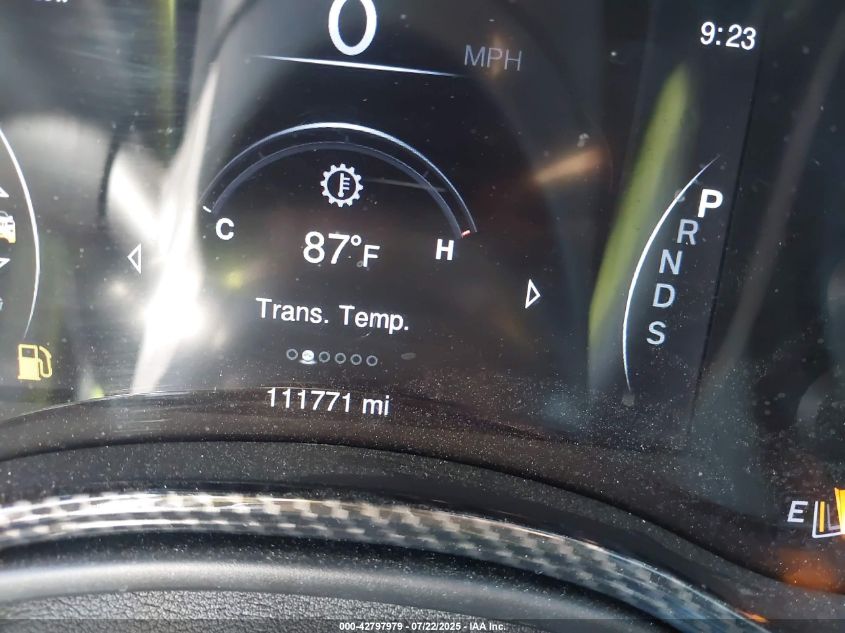 0
MPH
9:23
C
H
87°F
Trans. Temp.
111771 mi
P
R
N
D
S
E
000-42797979 - 07/22/2025 - IAA Inc.